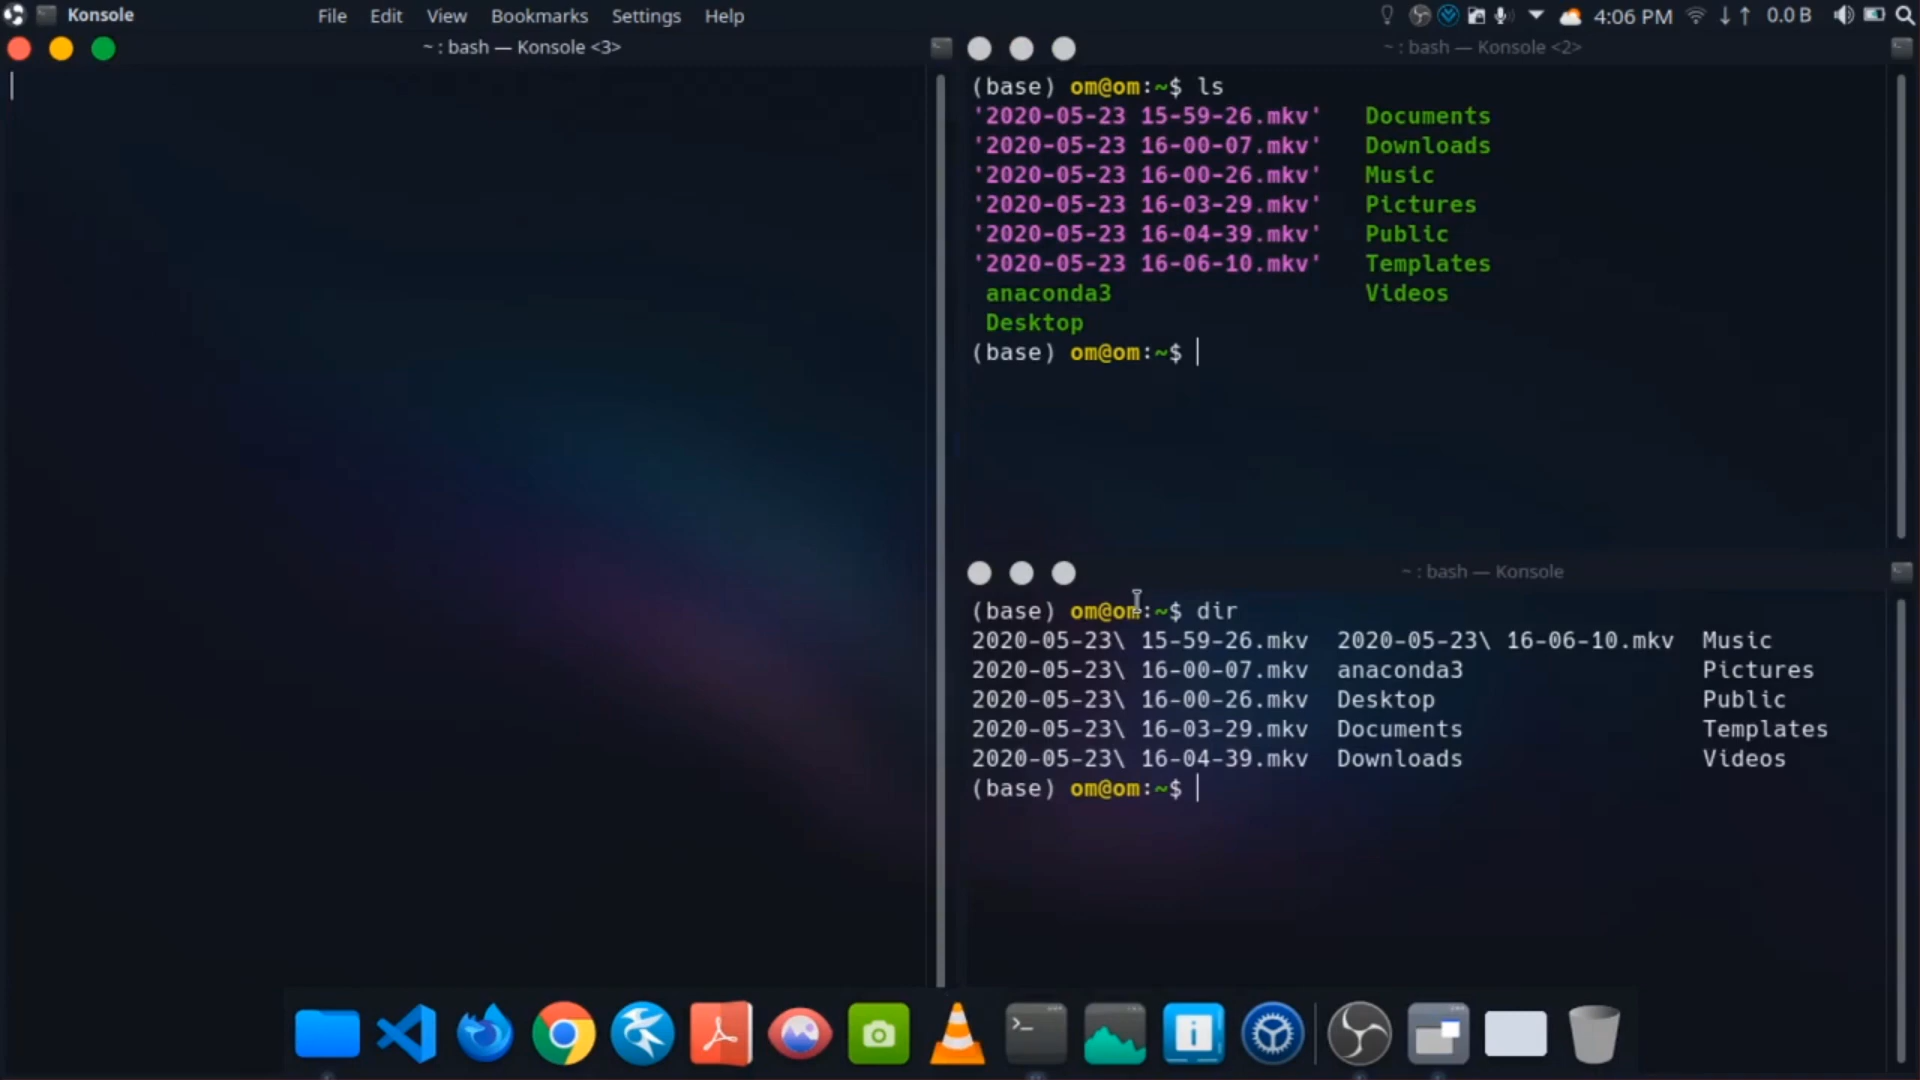 Konsole File Edit View Bookmarks Settings Help 4:06 PM 0.0 B
~ : bash — Konsole <3>
~ : bash — Konsole <2>
(base) om@om:~$ ls
'2020-05-23 15-59-26.mkv' Documents
'2020-05-23 16-00-07.mkv' Downloads
'2020-05-23 16-00-26.mkv' Music
'2020-05-23 16-03-29.mkv' Pictures
'2020-05-23 16-04-39.mkv' Public
'2020-05-23 16-06-10.mkv' Templates
anaconda3 Videos
Desktop
(base) om@om:~$
~ : bash — Konsole
(base) om@om:~$ dir
2020-05-23\ 15-59-26.mkv 2020-05-23\ 16-06-10.mkv Music
2020-05-23\ 16-00-07.mkv anaconda3 Pictures
2020-05-23\ 16-00-26.mkv Desktop Public
2020-05-23\ 16-03-29.mkv Documents Templates
2020-05-23\ 16-04-39.mkv Downloads Videos
(base) om@om:~$